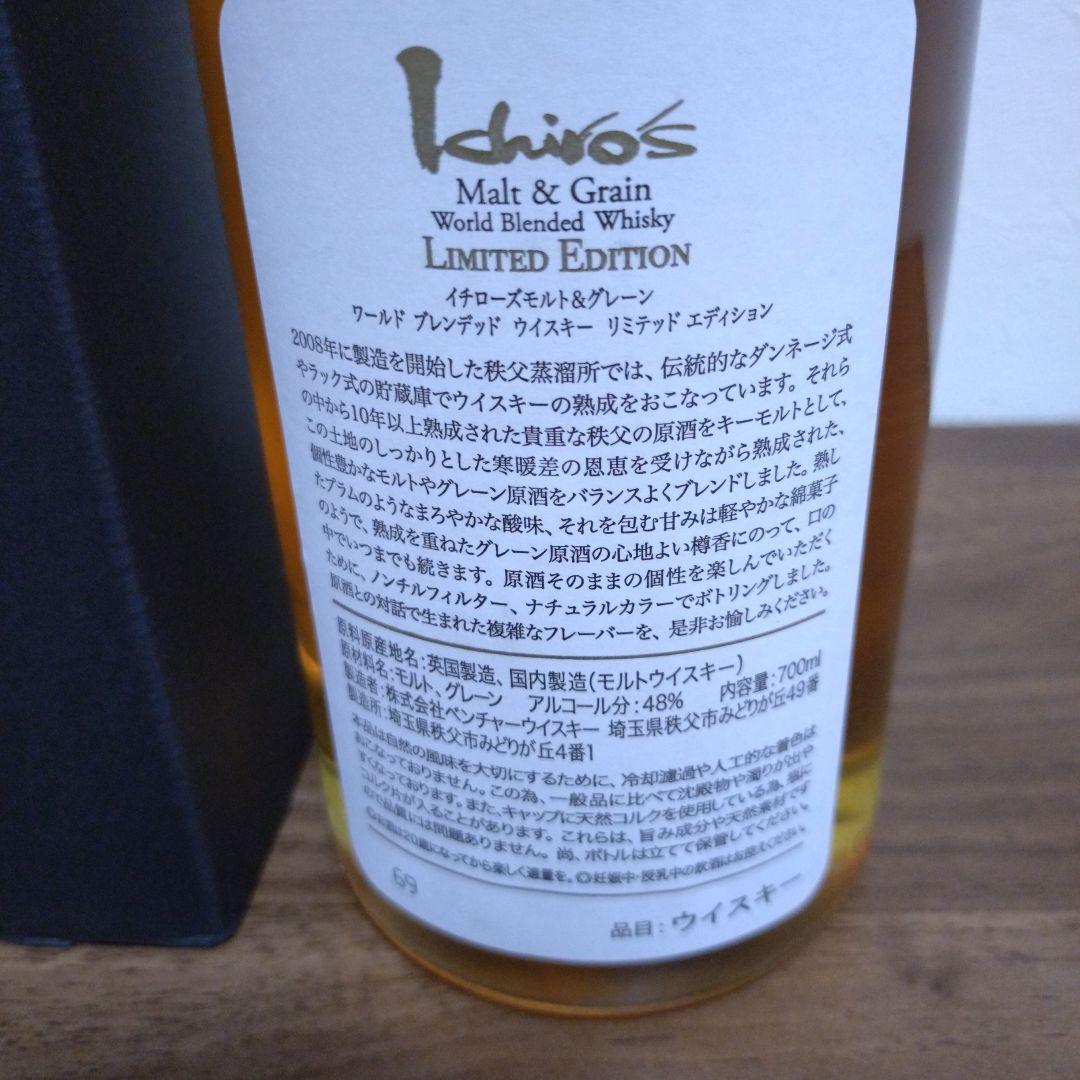 Ichiro's
Malt & Grain
World Blended Whisky
LIMITED EDITION
イチローズモルト&グレーン
ワールド ブレンデッド ウイスキー リミテッド エディション
2008年に製造を開始した秩父蒸溜所では、伝統的なダンネージ式
やラック式の貯蔵庫でウイスキーの熟成をおこなっています。それら
の中から10年以上熟成された貴重な秩父の原酒をキーモルトとして、
この土地のしっかりとした寒暖差の恩恵を受けながら熟成された、
個性豊かなモルトやグレーン原酒をバランスよくブレンドしました。熟し
たプラムのようなまろやかな酸味、それを包む甘みは軽やかな綿菓子
のようで、熟成を重ねたグレーン原酒の心地よい樽香にのって、口の
中でいつまでも続きます。原酒そのままの個性を楽しんでいただく
ために、ノンチルフィルター、ナチュラルカラーでボトリングしました。
原酒との対話で生まれた複雑なフレーバーを、是非お愉しみください。
原料原産地名:英国製造、国内製造(モルトウイスキー)
原材料名:モルト、グレーン アルコール分:48% 内容量:700ml
製造者:株式会社ベンチャーウイスキー 埼玉県秩父市みどりが丘49番
製造所:埼玉県秩父市みどりが丘4番1
本品は自然の風味を大切にするために、冷却濾過や人工的な着色は
おこなっておりません。この為、一般品に比べて沈殿物や濁りが出や
すくなっております。また、キャップに天然コルクを使用している為、瓶に
コルク片が入ることがあります。これらは、旨み成分や天然素材です
ので品質には問題ありません。尚、ボトルは立てて保管してください。
◎お酒は20歳になってから楽しく適量を。◎妊娠中・授乳中の飲酒はお控えください。
69
品目:ウイスキー